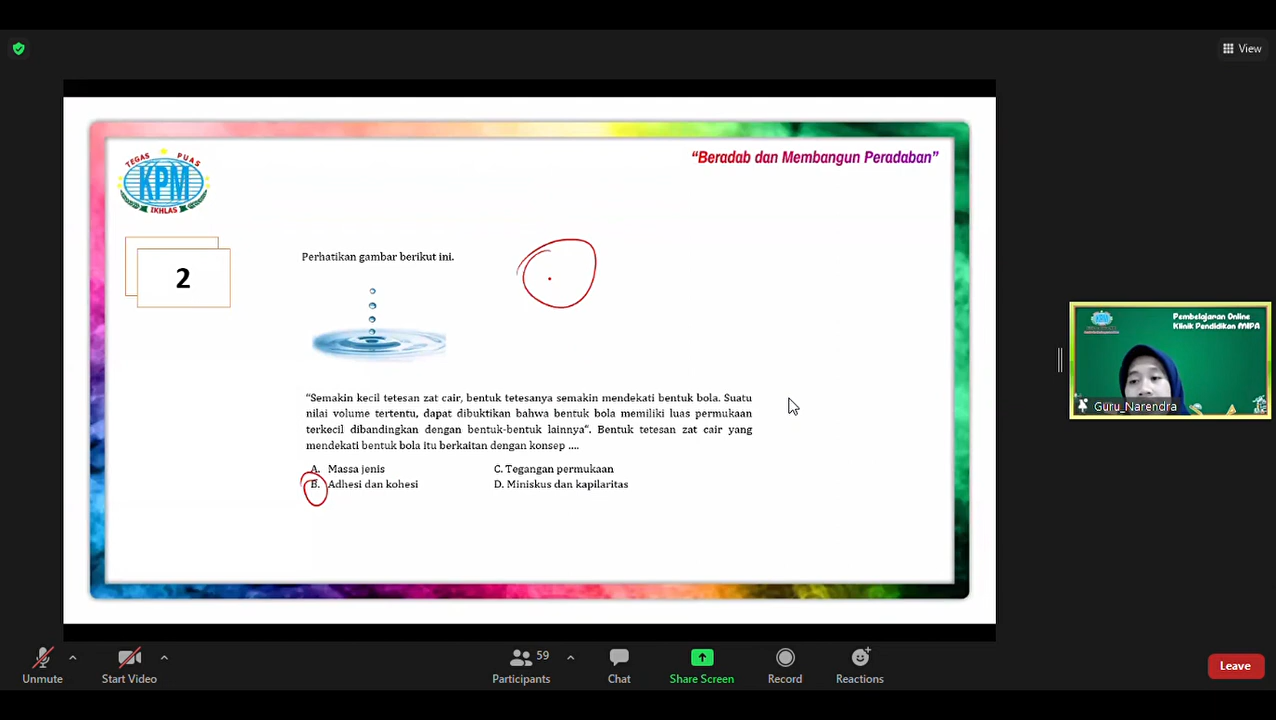 View
TEGAS PUAS
KPM
IKHLAS
“Beradab dan Membangun Peradaban”
2
Perhatikan gambar berikut ini.
“Semakin kecil tetesan zat cair, bentuk tetesanya semakin mendekati bentuk bola. Suatu
nilai volume tertentu, dapat dibuktikan bahwa bentuk bola memiliki luas permukaan
terkecil dibandingkan dengan bentuk-bentuk lainnya“. Bentuk tetesan zat cair yang
mendekati bentuk bola itu berkaitan dengan konsep ....
A. Massa jenis
C. Tegangan permukaan
B. Adhesi dan kohesi
D. Miniskus dan kapilaritas
Pembelajaran Online
Klinik Pendidikan MIPA
Guru_Narendra
Unmute
Start Video
59
Participants
Chat
Share Screen
Record
Reactions
Leave